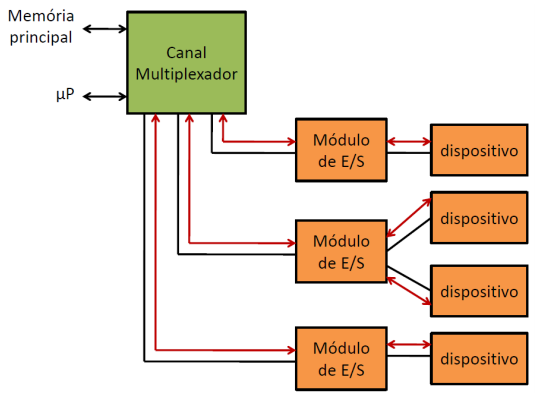 Memória
principal
Canal
Multiplexador
μP
Módulo
de E/S
dispositivo
Módulo
de E/S
dispositivo
dispositivo
Módulo
de E/S
dispositivo